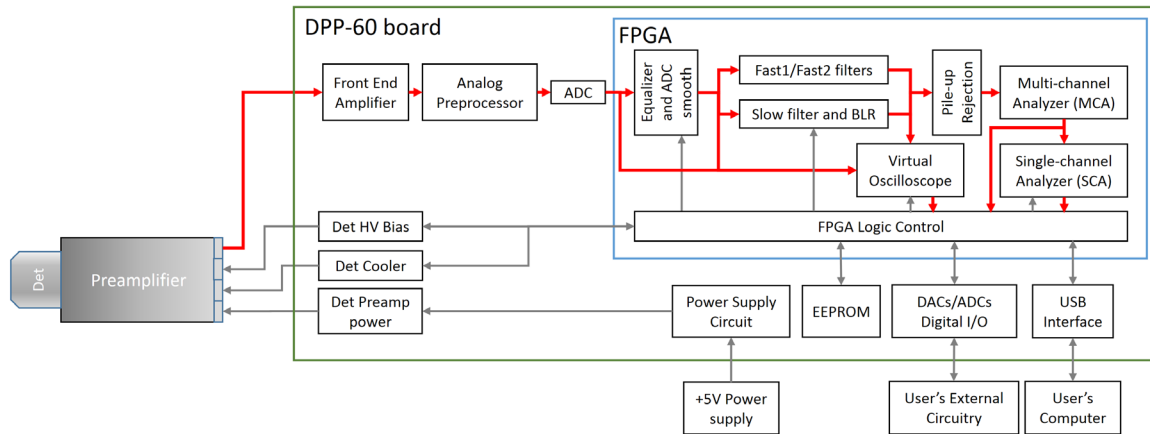 DPP-60 board
FPGA
Front End
Amplifier
Analog
Preprocessor
ADC
Equalizer
and ADC
smooth
Fast1/Fast2 filters
Slow filter and BLR
Pile-up
Rejection
Multi-channel
Analyzer (MCA)
Virtual
Oscilloscope
Single-channel
Analyzer (SCA)
Det HV Bias
FPGA Logic Control
Det
Preamplifier
Det Cooler
Det Preamp
power
Power Supply
Circuit
EEPROM
DACs/ADCs
Digital I/O
USB
Interface
+5V Power
supply
User's External
Circuitry
User's
Computer